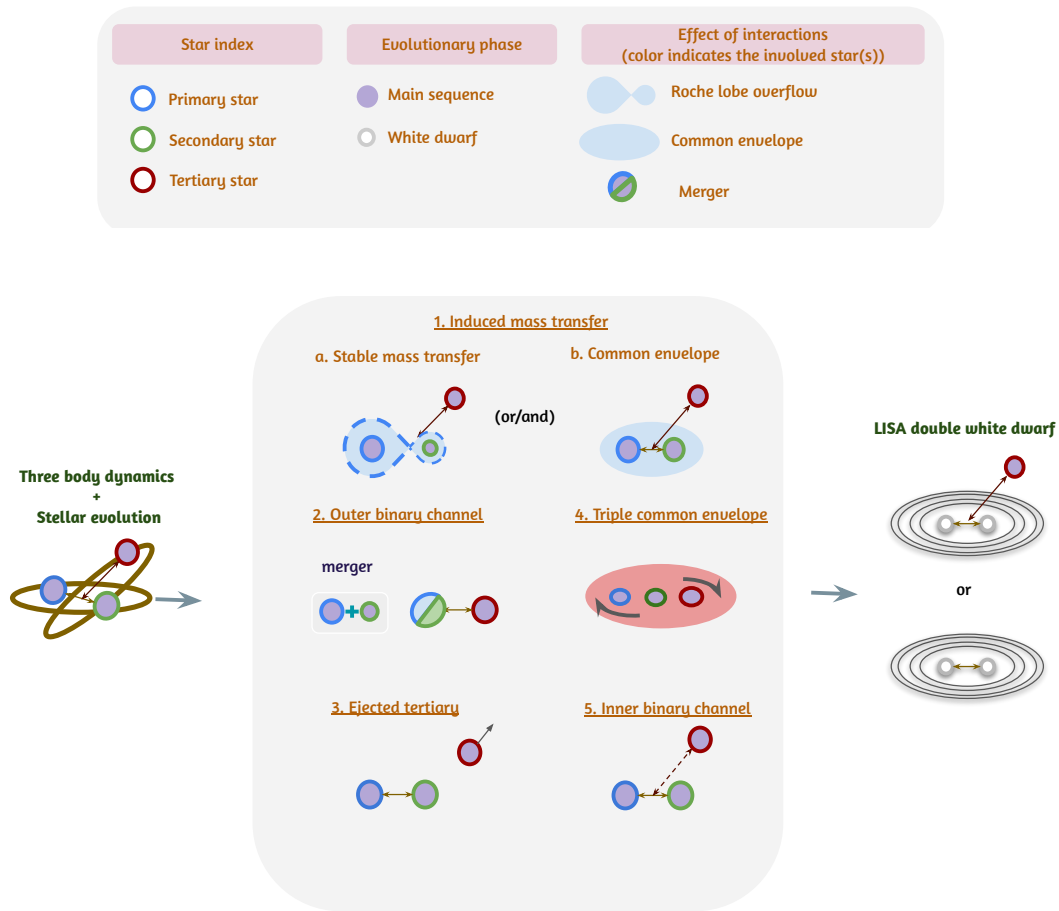 Star index
Evolutionary phase
Effect of interactions
(color indicates the involved star(s))
Primary star
Secondary star
Tertiary star
Main sequence
White dwarf
Roche lobe overflow
Common envelope
Merger
Three body dynamics
+
Stellar evolution
1. Induced mass transfer
a. Stable mass transfer
b. Common envelope
(or/and)
2. Outer binary channel
merger
+
4. Triple common envelope
3. Ejected tertiary
5. Inner binary channel
LISA double white dwarf
or